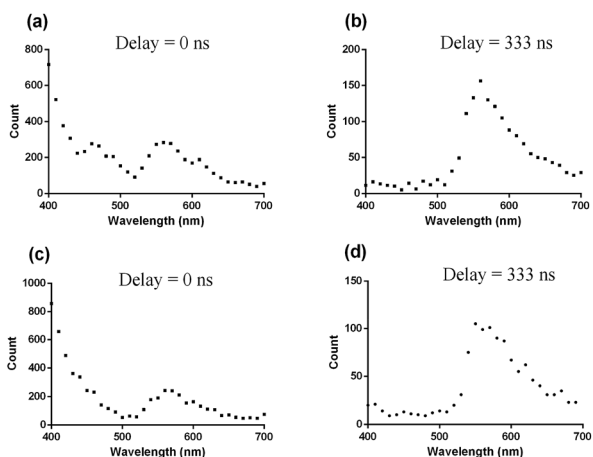 (a)
Delay = 0 ns
800
600
400
200
0
Count
400 500 600 700
Wavelength (nm)
(b)
Delay = 333 ns
200
150
100
50
0
Count
400 500 600 700
Wavelength (nm)
(c)
Delay = 0 ns
1000
800
600
400
200
0
Count
400 500 600 700
Wavelength (nm)
(d)
Delay = 333 ns
150
100
50
0
Count
400 500 600 700
Wavelength (nm)